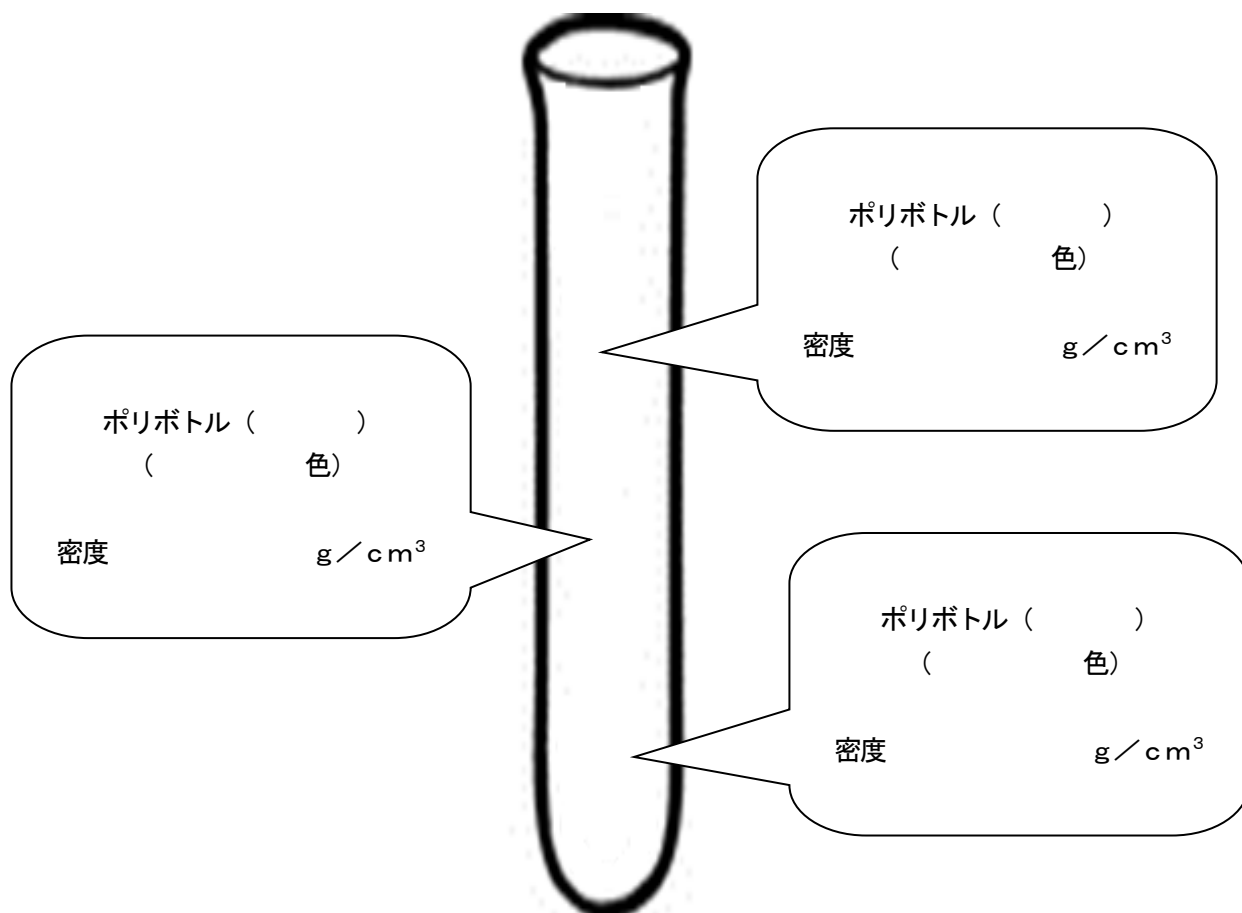 ポリボトル（　　　　）
（　　　　　　色）
密度　　　　　　　　ｇ／ｃｍ³
ポリボトル（　　　　）
（　　　　　　色）
密度　　　　　　　　ｇ／ｃｍ³
ポリボトル（　　　　）
（　　　　　　色）
密度　　　　　　　　ｇ／ｃｍ³